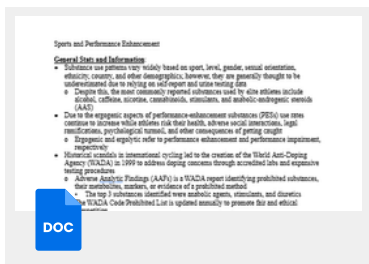 Sports and Performance Enhancement
General Stats and Information:
Substance use patterns vary widely based on sport, level, gender, sexual orientation,
ethnicity, country, and other demographics; however, they are generally thought to be
underestimated due to relying on self-report and urine testing data
Despite this, the most commonly reported substances used by elite athletes include
alcohol, caffeine, nicotine, cannabinoids, stimulants, and anabolic-androgenic steroids
(AAS)
Due to the ergogenic aspects of performance-enhancement substances (PESs) use rates
continue to increase while athletes risk their health, adverse social interactions, legal
ramifications, psychological turmoil, and other consequences of getting caught
Ergogenic and ergolytic refer to performance enhancement and performance impairment,
respectively
Historical scandals in international cycling led to the creation of the World Anti-Doping
Agency (WADA) in 1999 to address doping concerns through accredited labs and expensive
testing procedures
Adverse Analytic Findings (AAFs) is a WADA report identifying prohibited substances,
their metabolites, markers, or evidence of a prohibited method
The top 3 substances identified were anabolic agents, stimulants, and diuretics
The WADA Code Prohibited List is updated annually to promote fair and ethical
DOC